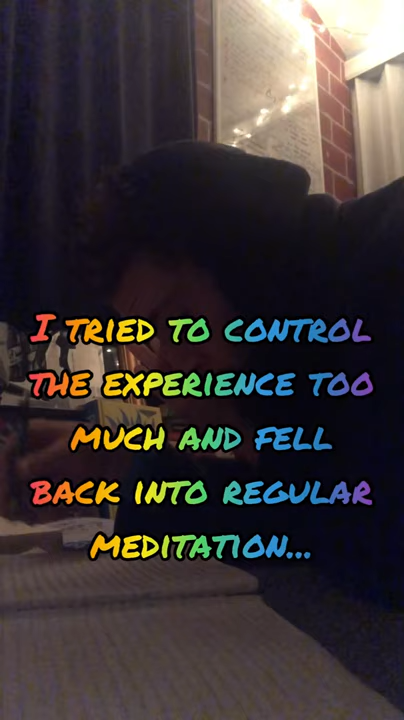 I TRIED TO CONTROL
THE EXPERIENCE TOO
MUCH AND FELL
BACK INTO REGULAR
MEDITATION...